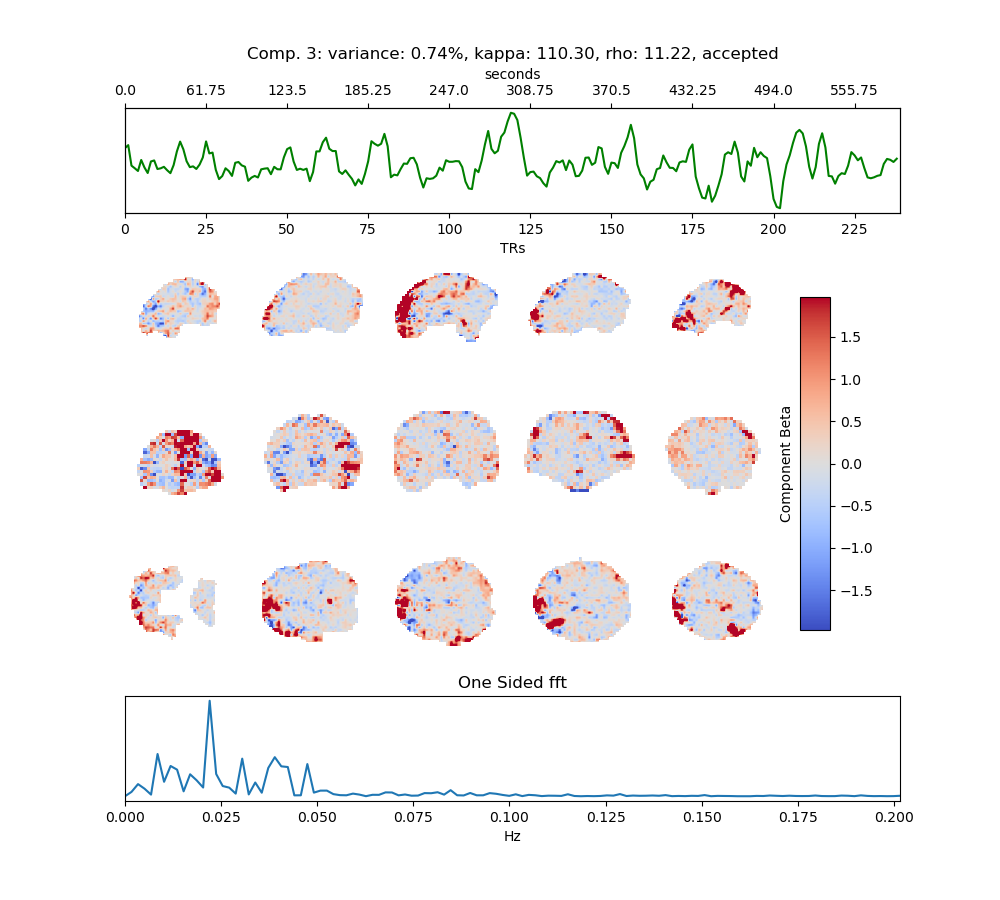 Comp. 3: variance: 0.74%, kappa: 110.30, rho: 11.22, accepted
seconds
0.0 61.75 123.5 185.25 247.0 308.75 370.5 432.25 494.0 555.75
0 25 50 75 100 125 150 175 200 225
TRs
1.5
1.0
0.5
0.0
−0.5
−1.0
−1.5
Component Beta
One Sided fft
0.000 0.025 0.050 0.075 0.100 0.125 0.150 0.175 0.200
Hz